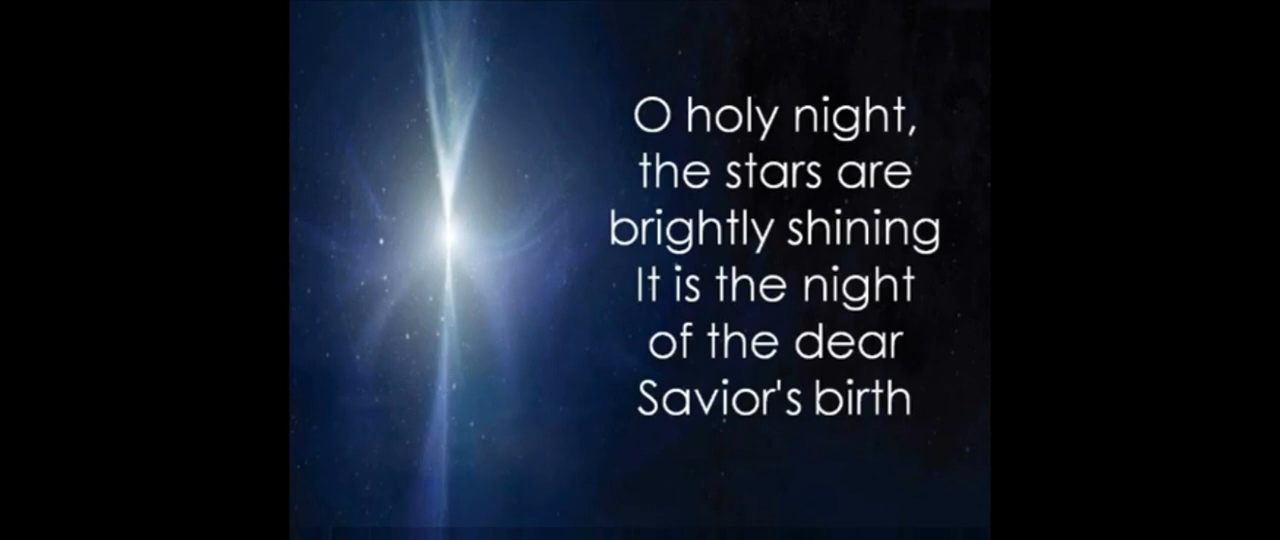 O holy night,
the stars are
brightly shining
It is the night
of the dear
Savior's birth